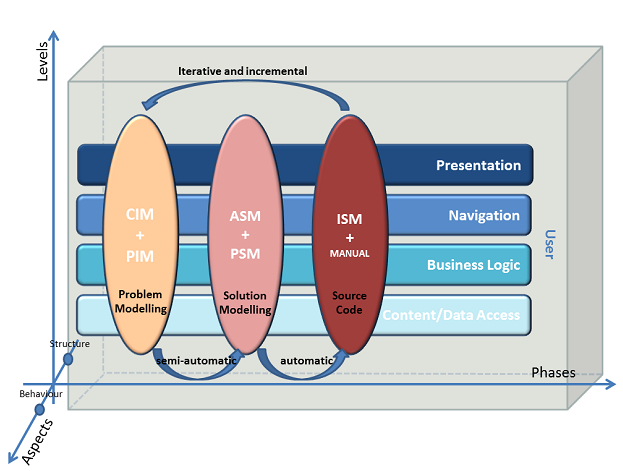 Levels
Iterative and incremental
Presentation
Navigation
Business Logic
Content/Data Access
User
CIM
+
PIM
Problem
Modelling
ASM
+
PSM
Solution
Modelling
ISM
+
MANUAL
Source
Code
semi-automatic
automatic
Structure
Behaviour
Aspects
Phases